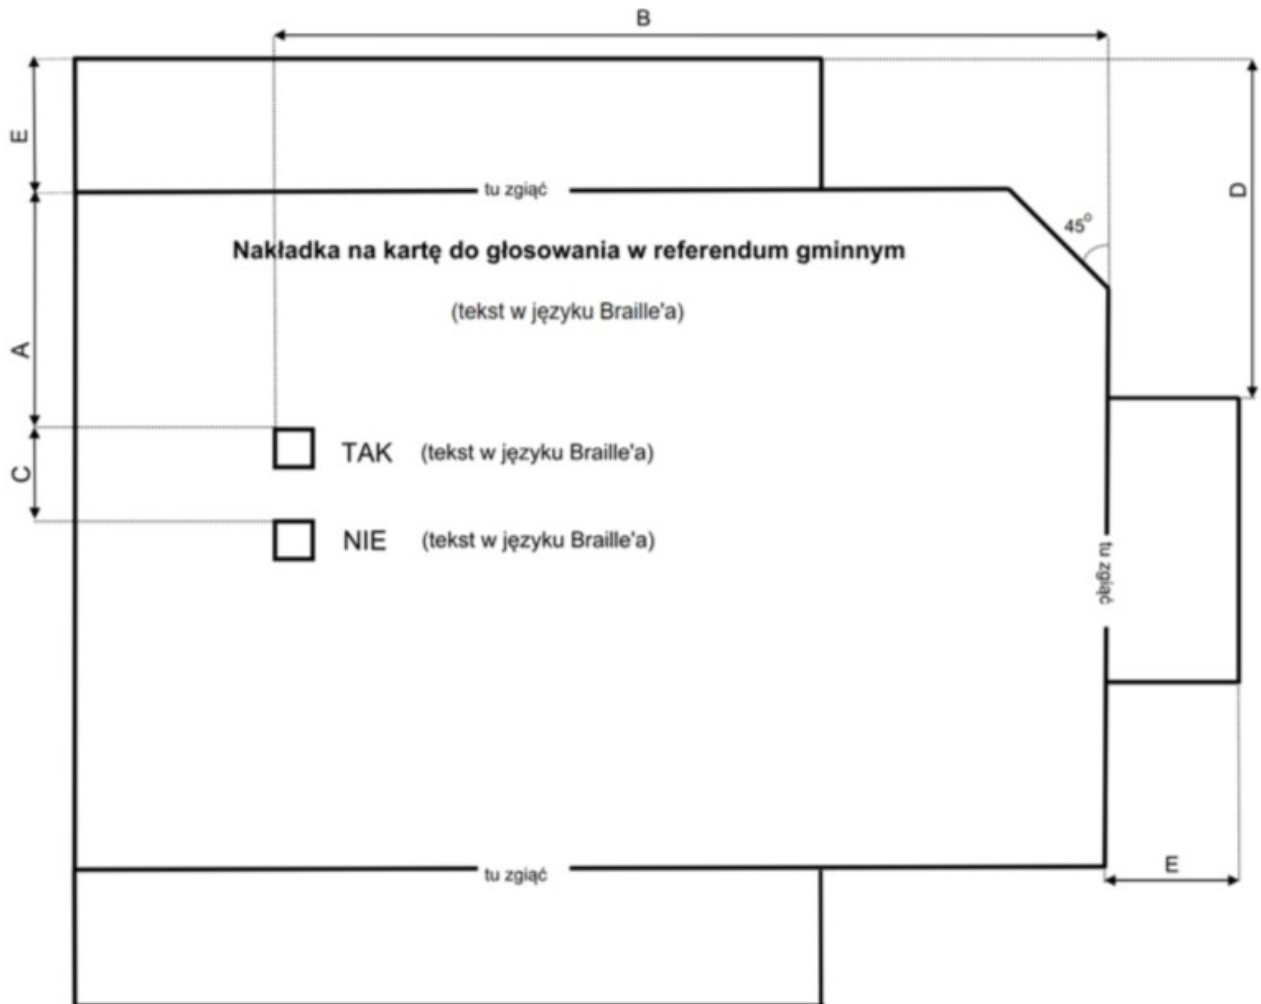 B
E
D
tu zgiąć
45°
Nakładka na kartę do głosowania w referendum gminnym
(tekst w języku Braille'a)
A
TAK (tekst w języku Braille'a)
C
NIE (tekst w języku Braille'a)
tu zgiąć
E
tu zgiąć